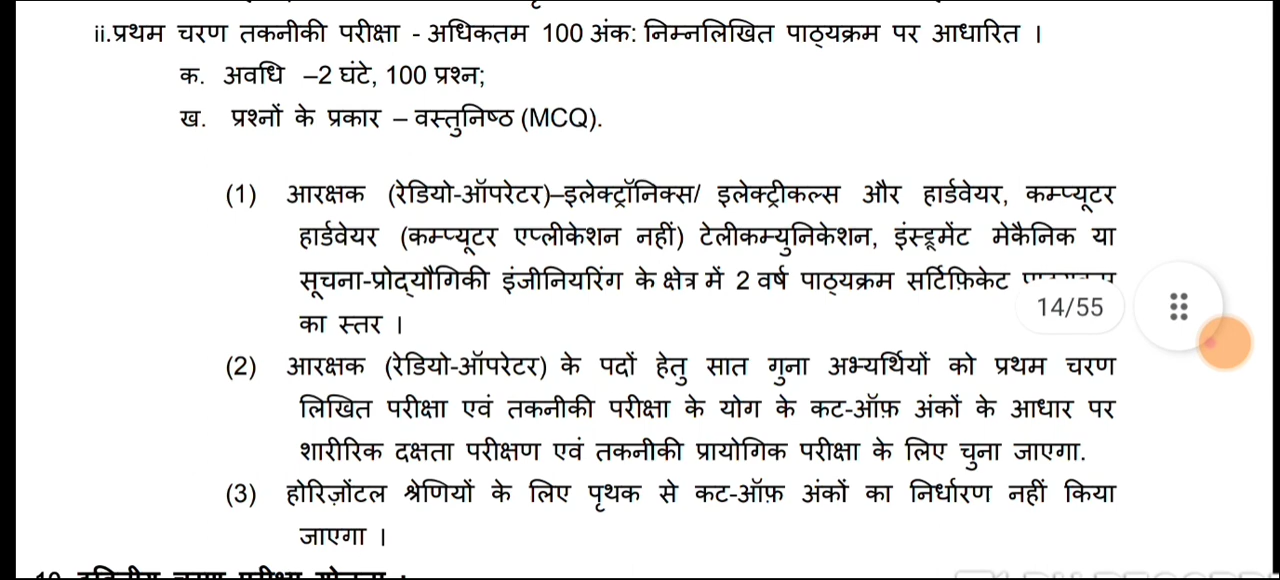 ii.प्रथम चरण तकनीकी परीक्षा - अधिकतम 100 अंक: निम्नलिखित पाठ्यक्रम पर आधारित ।
क. अवधि –2 घंटे, 100 प्रश्न;
ख. प्रश्नों के प्रकार – वस्तुनिष्ठ (MCQ).
(1) आरक्षक (रेडियो-ऑपरेटर)–इलेक्ट्रॉनिक्स/ इलेक्ट्रीकल्स और हार्डवेयर, कम्प्यूटर
हार्डवेयर (कम्प्यूटर एप्लीकेशन नहीं) टेलीकम्युनिकेशन, इंस्ट्रूमेंट मेकैनिक या
सूचना-प्रोद्यौगिकी इंजीनियरिंग के क्षेत्र में 2 वर्ष पाठ्यक्रम सर्टिफ़िकेट
14/55
का स्तर ।
(2) आरक्षक (रेडियो-ऑपरेटर) के पदों हेतु सात गुना अभ्यर्थियों को प्रथम चरण
लिखित परीक्षा एवं तकनीकी परीक्षा के योग के कट-ऑफ़ अंकों के आधार पर
शारीरिक दक्षता परीक्षण एवं तकनीकी प्रायोगिक परीक्षा के लिए चुना जाएगा.
(3) होरिज़ोंटल श्रेणियों के लिए पृथक से कट-ऑफ़ अंकों का निर्धारण नहीं किया
जाएगा ।